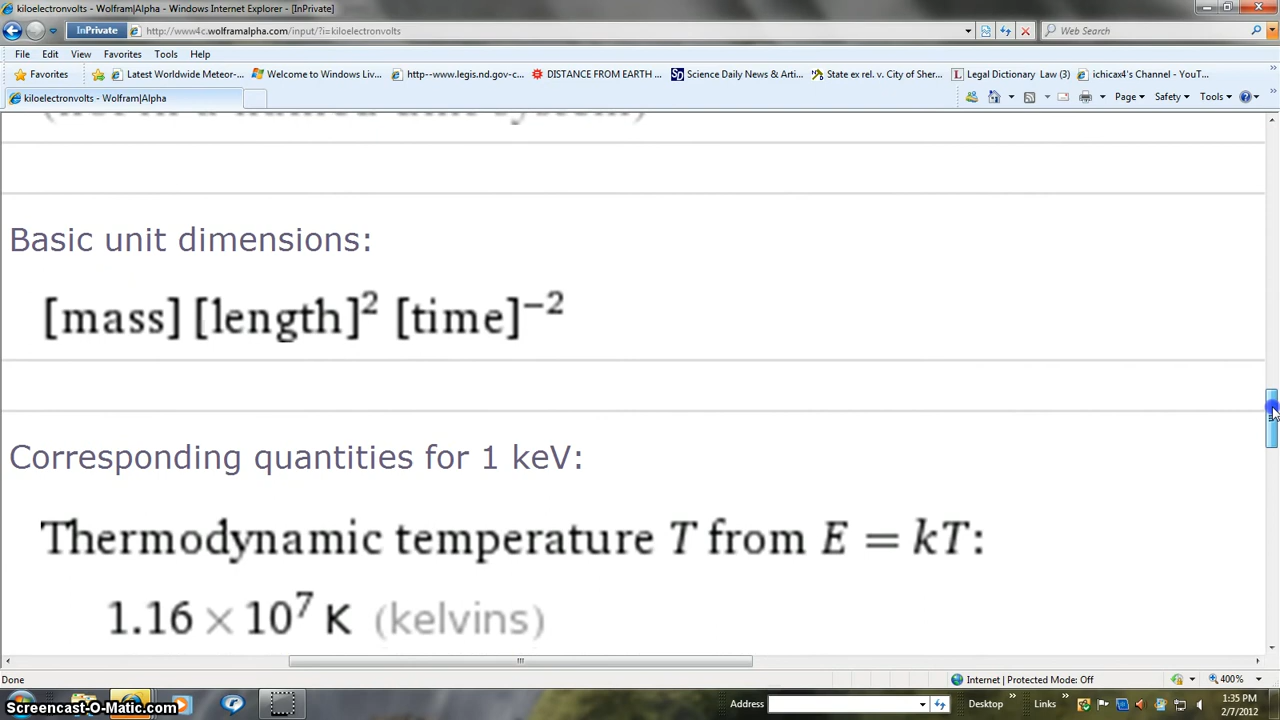 kiloelectronvolts - Wolfram|Alpha - Windows Internet Explorer - [InPrivate]
InPrivate http://www4c.wolframalpha.com/input/?i=kiloelectronvolts Web Search
File Edit View Favorites Tools Help
Favorites Latest Worldwide Meteor-... Welcome to Windows Liv... http--www.legis.nd.gov-c... DISTANCE FROM EARTH ... Science Daily News & Arti... State ex rel. v. City of Sher... Legal Dictionary Law (3) ichicax4's Channel - YouT...
kiloelectronvolts - Wolfram|Alpha Page Safety Tools
Basic unit dimensions:
[mass] [length]² [time]⁻²
Corresponding quantities for 1 keV:
Thermodynamic temperature T from E = kT:
1.16 × 10⁷ K (kelvins)
Done Internet | Protected Mode: Off 400%
Address Desktop Links 1:35 PM
Screencast-O-Matic.com 2/7/2012